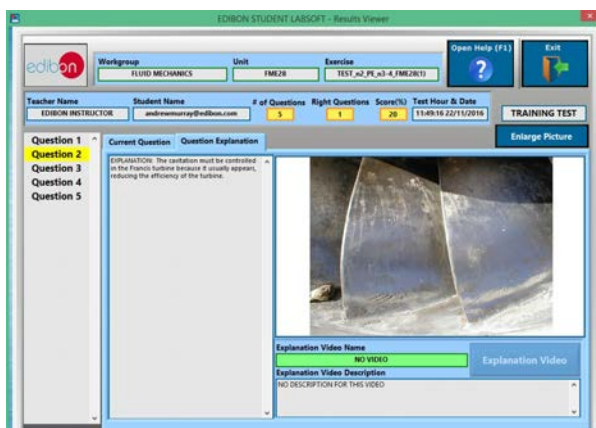 EDIBON STUDENT LABSOFT - Results Viewer
edibon
Workgroup
FLUID MECHANICS
Unit
FME28
Exercise
TEST_n2_PE_n3-4_FME28(1)
Open Help (F1)
?
Exit
Teacher Name
EDIBON INSTRUCTOR
Student Name
andrewmurray@edibon.com
# of Questions
5
Right Questions
1
Score(%)
20
Test Hour & Date
11:49:16 22/11/2016
TRAINING TEST
Enlarge Picture
Question 1
Question 2
Question 3
Question 4
Question 5
Current Question
Question Explanation
EXPLANATION: The cavitation must be controlled
in the Francis turbine because it usually appears,
reducing the efficiency of the turbine.
Explanation Video Name
NO VIDEO
Explanation Video
Explanation Video Description
NO DESCRIPTION FOR THIS VIDEO